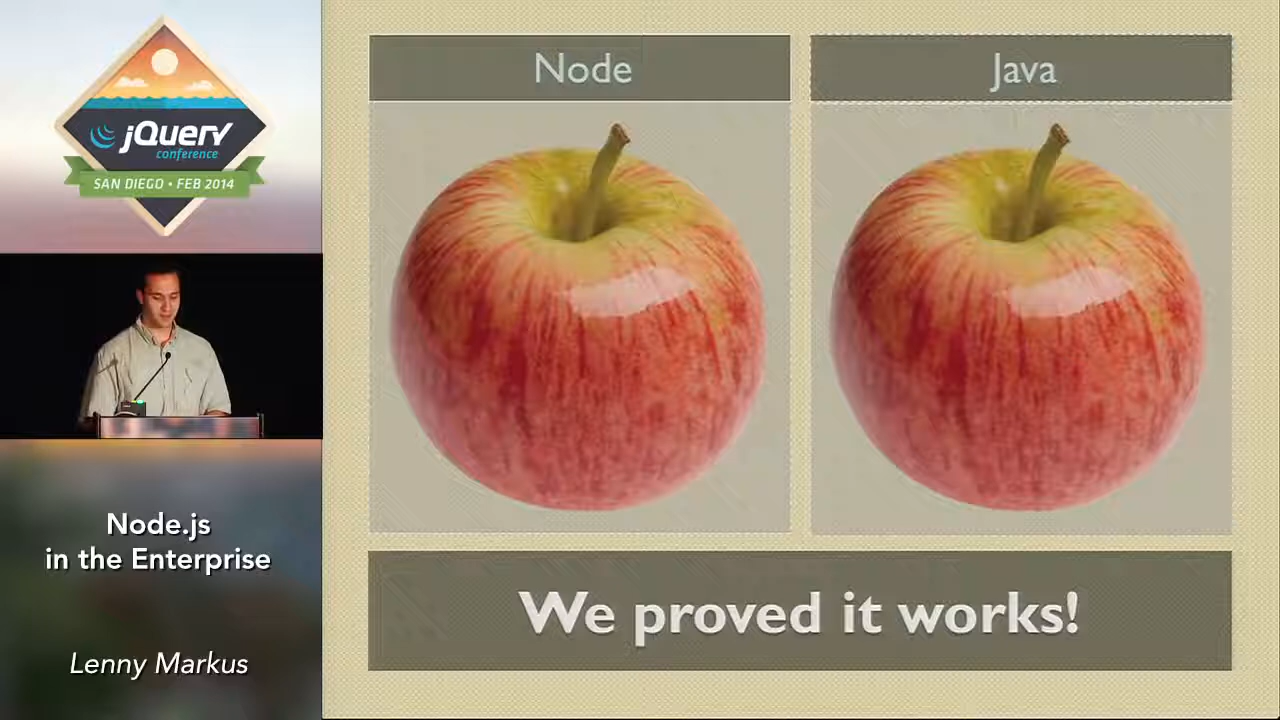 jQuery
conference
SAN DIEGO • FEB 2014
Node.js
in the Enterprise
Lenny Markus
Node
Java
We proved it works!